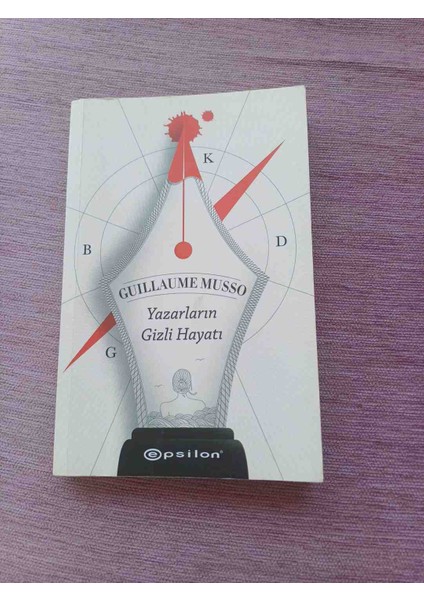 K
B
D
GUILLAUME MUSSO
Yazarların
Gizli Hayatı
G
epsilon®